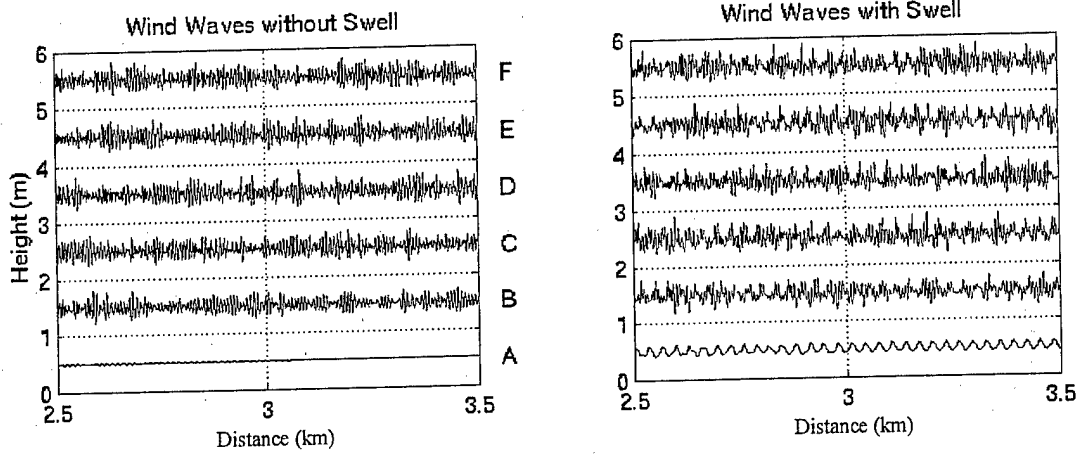 Wind Waves without Swell
Height (m)
6
5
4
3
2
1
0
F
E
D
C
B
A
2.5
3
3.5
Distance (km)
Wind Waves with Swell
6
5
4
3
2
1
0
2.5
3
3.5
Distance (km)